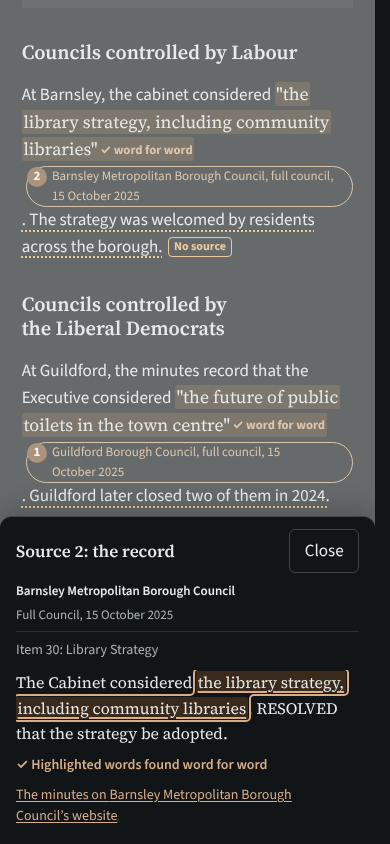 Councils controlled by Labour
At Barnsley, the cabinet considered "the
library strategy, including community
libraries" ✓ word for word
2 Barnsley Metropolitan Borough Council, full council,
15 October 2025
. The strategy was welcomed by residents
across the borough. No source
Councils controlled by
the Liberal Democrats
At Guildford, the minutes record that the
Executive considered "the future of public
toilets in the town centre" ✓ word for word
1 Guildford Borough Council, full council, 15
October 2025
. Guildford later closed two of them in 2024.
Source 2: the record
Close
Barnsley Metropolitan Borough Council
Full Council, 15 October 2025
Item 30: Library Strategy
The Cabinet considered the library strategy,
including community libraries RESOLVED
that the strategy be adopted.
✓ Highlighted words found word for word
The minutes on Barnsley Metropolitan Borough
Council's website